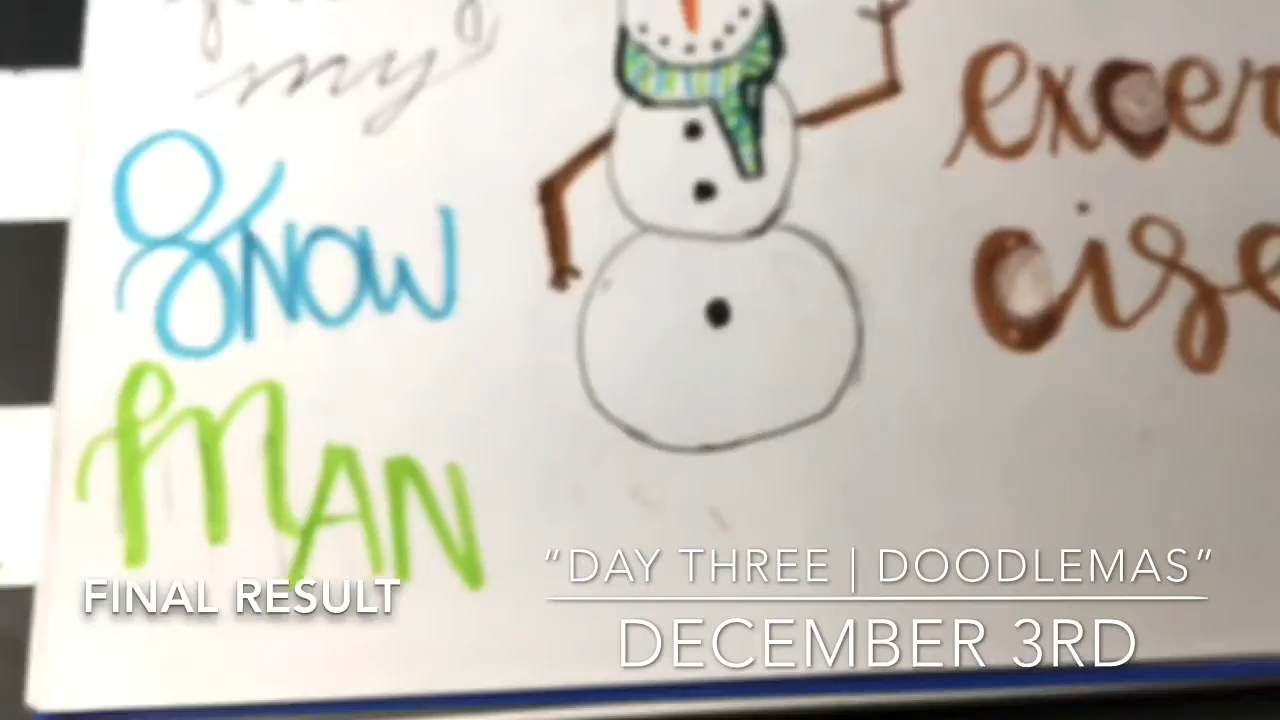 my
SNOW
MAN
exer
cise
FINAL RESULT
"DAY THREE | DOODLEMAS"
DECEMBER 3RD